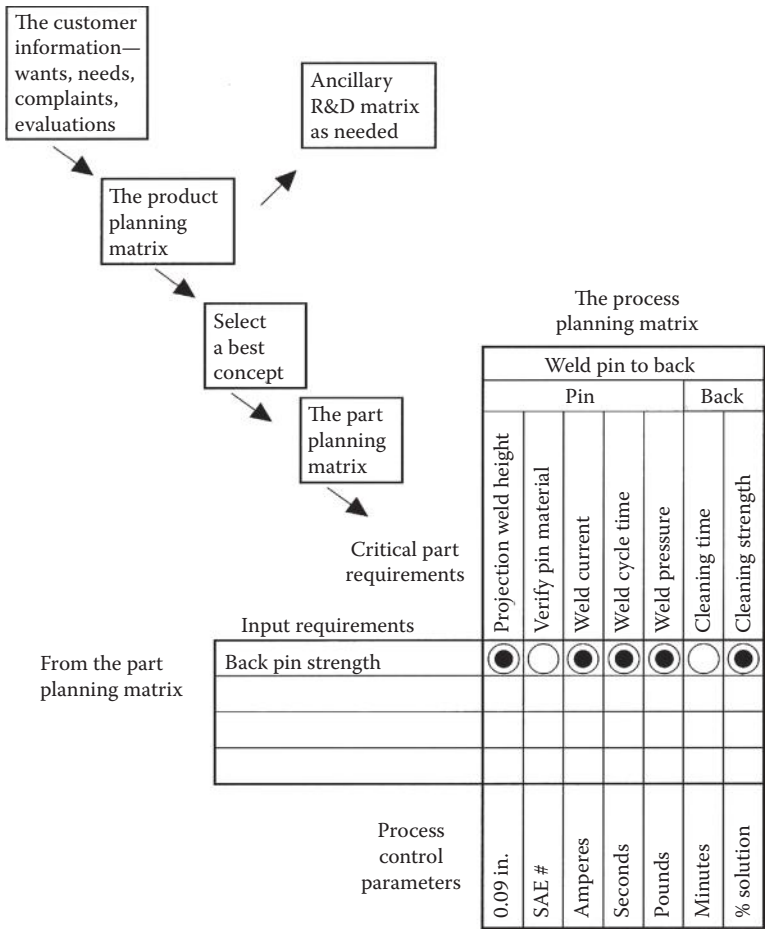 The customer
information—
wants, needs,
complaints,
evaluations
Ancillary
R&D matrix
as needed
The product
planning
matrix
Select
a best
concept
The part
planning
matrix
The process
planning matrix
Weld pin to back
Pin
Back
Critical part
requirements
Projection weld height
Verify pin material
Weld current
Weld cycle time
Weld pressure
Cleaning time
Cleaning strength
Input requirements
From the part
planning matrix
Back pin strength
Process
control
parameters
0.09 in.
SAE #
Amperes
Seconds
Pounds
Minutes
% solution